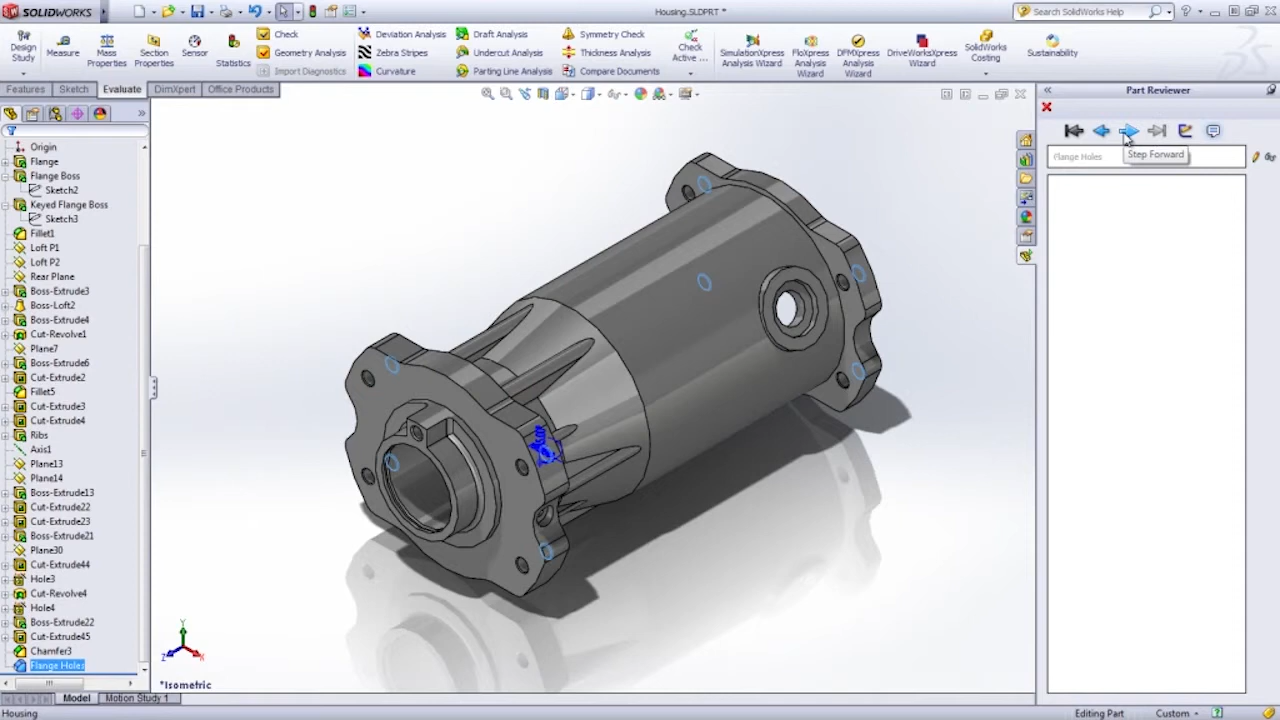 SOLIDWORKS
Housing.SLDPRT *
Search SolidWorks Help
Design Study
Measure
Mass Properties
Section Properties
Sensor
Statistics
Check
Geometry Analysis
Import Diagnostics
Deviation Analysis
Zebra Stripes
Curvature
Draft Analysis
Undercut Analysis
Parting Line Analysis
Symmetry Check
Thickness Analysis
Compare Documents
Check Active ...
SimulationXpress Analysis Wizard
FloXpress Analysis Wizard
DFMXpress Analysis Wizard
DriveWorksXpress Wizard
SolidWorks Costing
Sustainability
Features
Sketch
Evaluate
DimXpert
Office Products
Part Reviewer
Flange Holes
Step Forward
Origin
Flange
Flange Boss
Sketch2
Keyed Flange Boss
Sketch3
Fillet1
Loft P1
Loft P2
Rear Plane
Boss-Extrude3
Boss-Loft2
Boss-Extrude4
Cut-Revolve1
Plane7
Boss-Extrude6
Cut-Extrude2
Fillet5
Cut-Extrude3
Cut-Extrude4
Ribs
Axis1
Plane13
Plane14
Boss-Extrude13
Cut-Extrude22
Cut-Extrude23
Boss-Extrude21
Plane30
Cut-Extrude44
Hole3
Cut-Revolve4
Hole4
Boss-Extrude22
Cut-Extrude45
Chamfer3
Flange Holes
Y
Z
X
*Isometric
Model
Motion Study 1
Housing
Editing Part
Custom